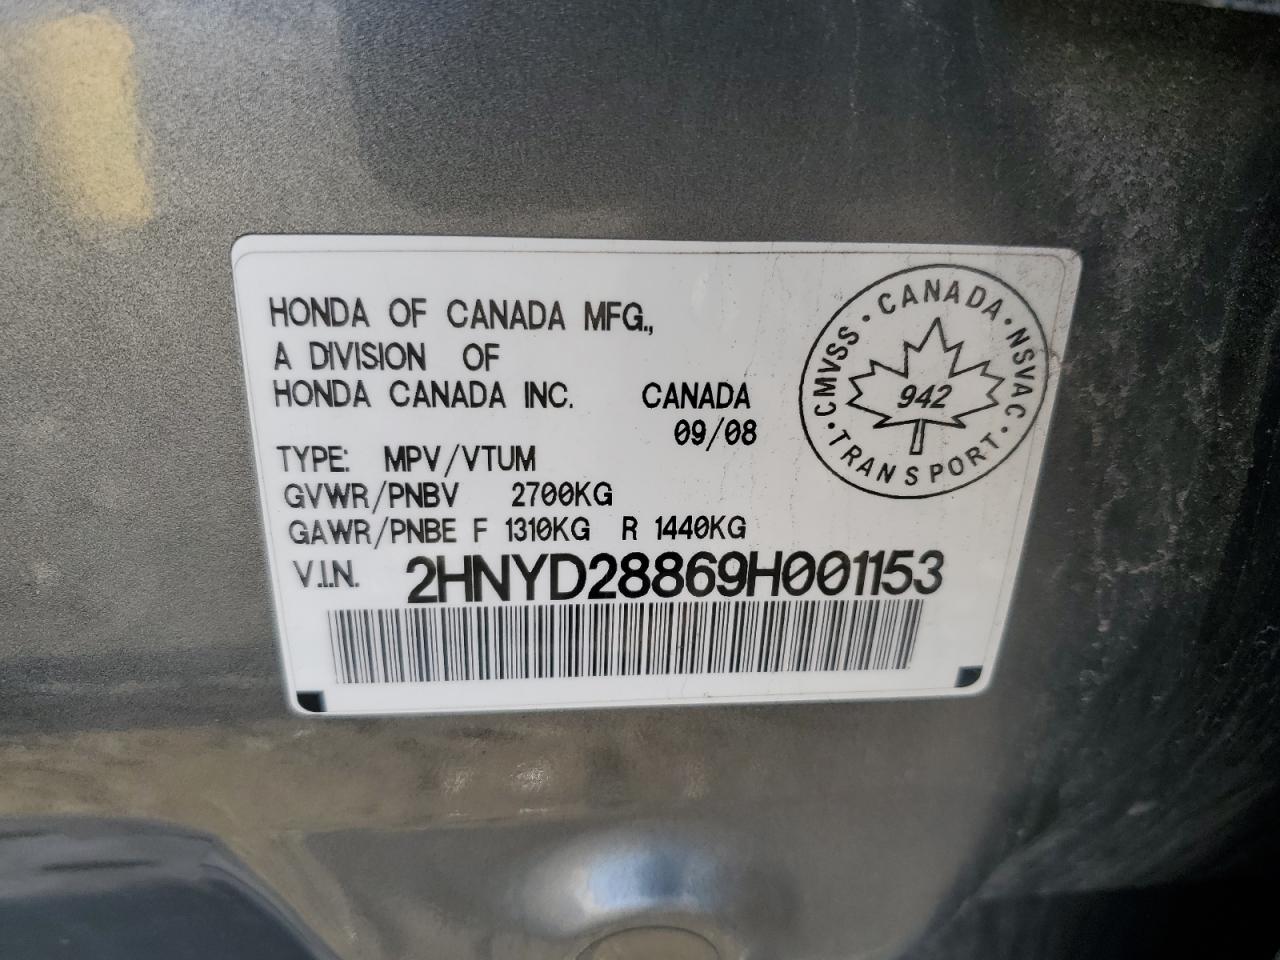 HONDA OF CANADA MFG.,
A DIVISION OF
HONDA CANADA INC. CANADA
09/08
TYPE: MPV/VTUM
GVWR/PNBV 2700KG
GAWR/PNBE F 1310KG R 1440KG
V.I.N. 2HNYD28869H001153
CANADA · NSVAC · TRANSPORT · CMVSS ·
942